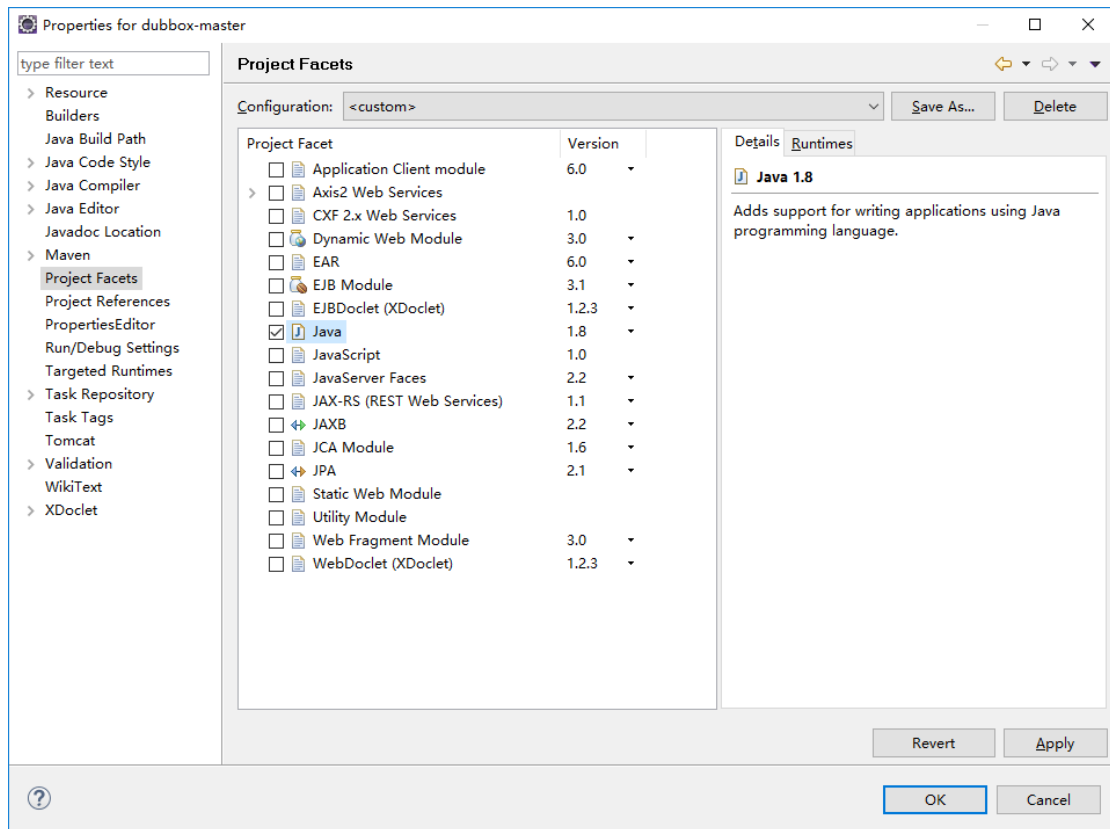 Properties for dubbox-master
type filter text
Resource
Builders
Java Build Path
Java Code Style
Java Compiler
Java Editor
Javadoc Location
Maven
Project Facets
Project References
PropertiesEditor
Run/Debug Settings
Targeted Runtimes
Task Repository
Task Tags
Tomcat
Validation
WikiText
XDoclet
Project Facets
Configuration: <custom> Save As... Delete
Project Facet Version
Application Client module 6.0
Axis2 Web Services
CXF 2.x Web Services 1.0
Dynamic Web Module 3.0
EAR 6.0
EJB Module 3.1
EJBDoclet (XDoclet) 1.2.3
Java 1.8
JavaScript 1.0
JavaServer Faces 2.2
JAX-RS (REST Web Services) 1.1
JAXB 2.2
JCA Module 1.6
JPA 2.1
Static Web Module
Utility Module
Web Fragment Module 3.0
WebDoclet (XDoclet) 1.2.3
Details Runtimes
Java 1.8
Adds support for writing applications using Java
programming language.
Revert Apply
OK Cancel